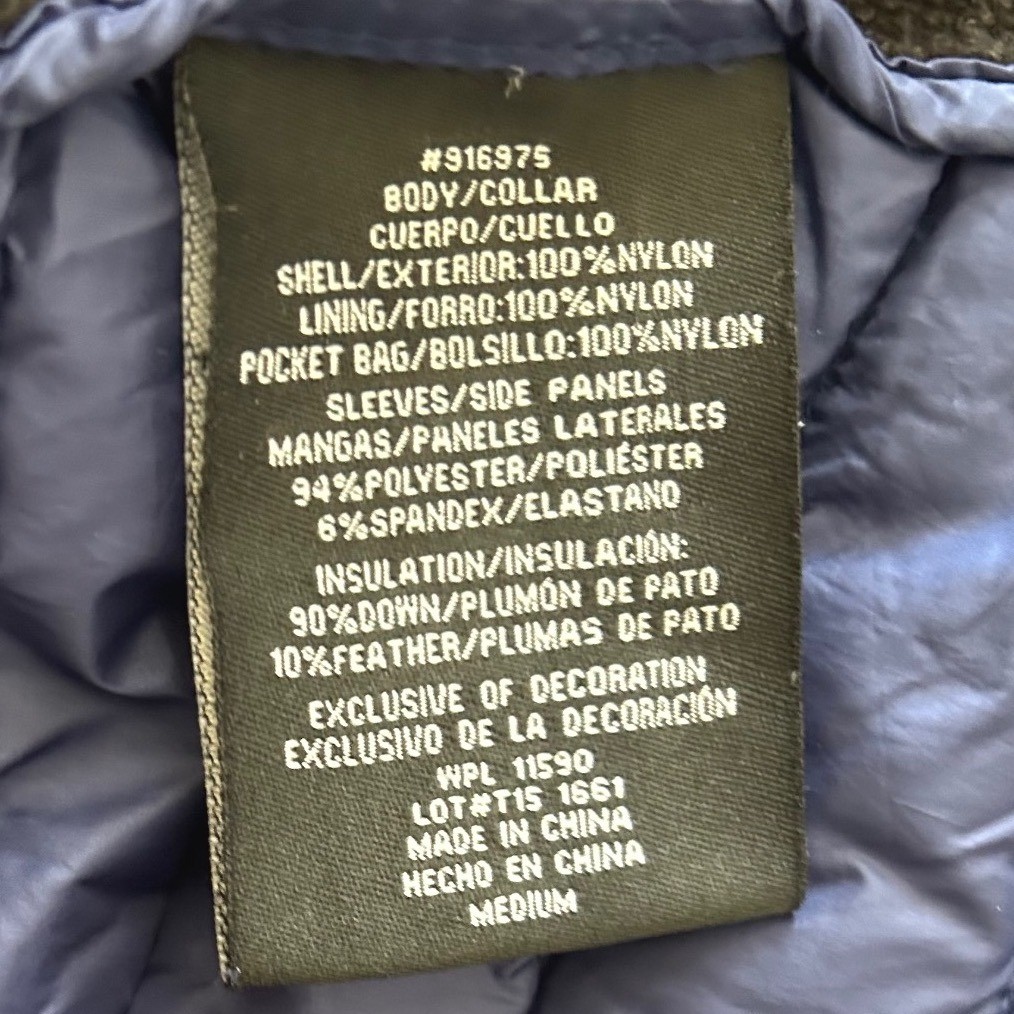 #916975
BODY/COLLAR
CUERPO/CUELLO
SHELL/EXTERIOR:100%NYLON
LINING/FORRO:100%NYLON
POCKET BAG/BOLSILLO:100%NYLON
SLEEVES/SIDE PANELS
MANGAS/PANELES LATERALES
94%POLYESTER/POLIÉSTER
6%SPANDEX/ELASTANO
INSULATION/INSULACIÓN:
90%DOWN/PLUMÓN DE PATO
10%FEATHER/PLUMAS DE PATO
EXCLUSIVE OF DECORATION
EXCLUSIVO DE LA DECORACIÓN
WPL 11590
LOT#T15 1661
MADE IN CHINA
HECHO EN CHINA
MEDIUM